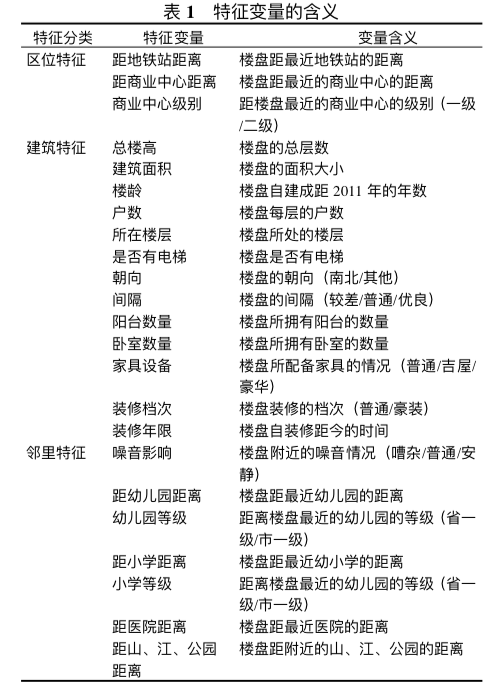 表 1 特征变量的含义
特征分类 特征变量 变量含义
区位特征 距地铁站距离 楼盘距最近地铁站的距离
距商业中心距离 楼盘距最近的商业中心的距离
商业中心级别 距楼盘最近的商业中心的级别（一级
/二级）
建筑特征 总楼高 楼盘的总层数
建筑面积 楼盘的面积大小
楼龄 楼盘自建成距 2011 年的年数
户数 楼盘每层的户数
所在楼层 楼盘所处的楼层
是否有电梯 楼盘是否有电梯
朝向 楼盘的朝向（南北/其他）
间隔 楼盘的间隔（较差/普通/优良）
阳台数量 楼盘所拥有阳台的数量
卧室数量 楼盘所拥有卧室的数量
家具设备 楼盘所配备家具的情况（普通/吉屋/
豪华）
装修档次 楼盘装修的档次（普通/豪装）
装修年限 楼盘自装修距今的时间
邻里特征 噪音影响 楼盘附近的噪音情况（嘈杂/普通/安
静）
距幼儿园距离 楼盘距最近幼儿园的距离
幼儿园等级 距离楼盘最近的幼儿园的等级（省一
级/市一级）
距小学距离 楼盘距最近幼小学的距离
小学等级 距离楼盘最近的幼儿园的等级（省一
级/市一级）
距医院距离 楼盘距最近医院的距离
距山、江、公园 楼盘距附近的山、江、公园的距离
距离